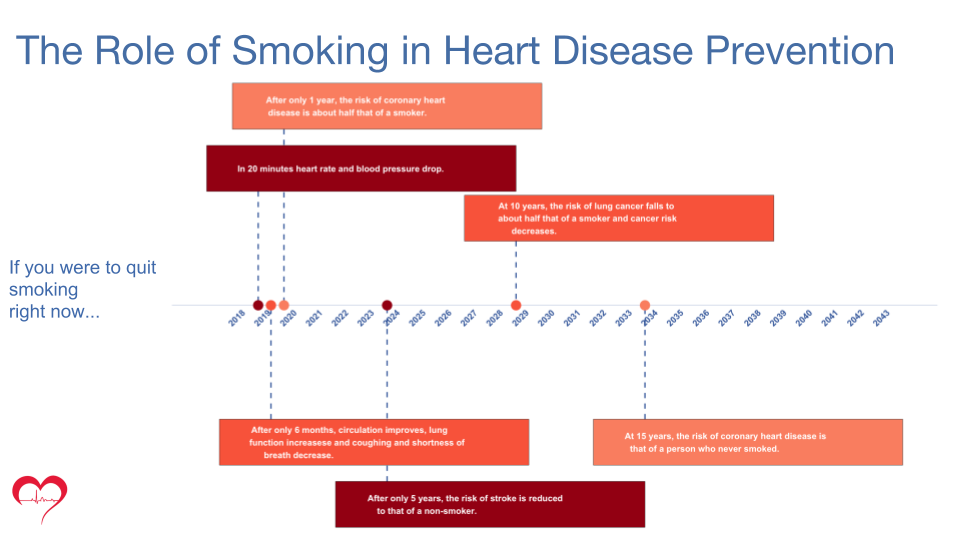 The Role of Smoking in Heart Disease Prevention
After only 1 year, the risk of coronary heart
disease is about half that of a smoker.
In 20 minutes heart rate and blood pressure drop.
At 10 years, the risk of lung cancer falls to
about half that of a smoker and cancer risk
decreases.
If you were to quit
smoking
right now...
2018 2019 2020 2021 2022 2023 2024 2025 2026 2027 2028 2029 2030 2031 2032 2033 2034 2035 2036 2037 2038 2039 2040 2041 2042 2043
After only 6 months, circulation improves, lung
function increasese and coughing and shortness of
breath decrease.
At 15 years, the risk of coronary heart disease is
that of a person who never smoked.
After only 5 years, the risk of stroke is reduced
to that of a non-smoker.